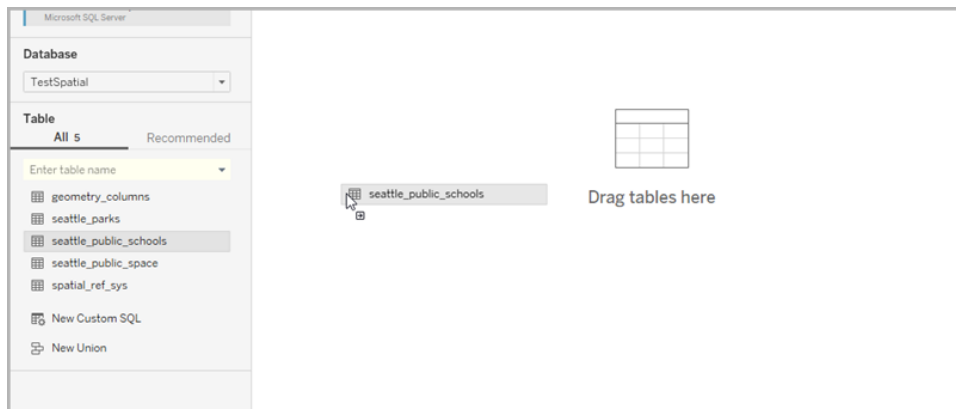 Microsoft SQL Server
Database
TestSpatial
Table
All 5
Recommended
Enter table name
geometry_columns
seattle_parks
seattle_public_schools
seattle_public_space
spatial_ref_sys
New Custom SQL
New Union
seattle_public_schools
Drag tables here